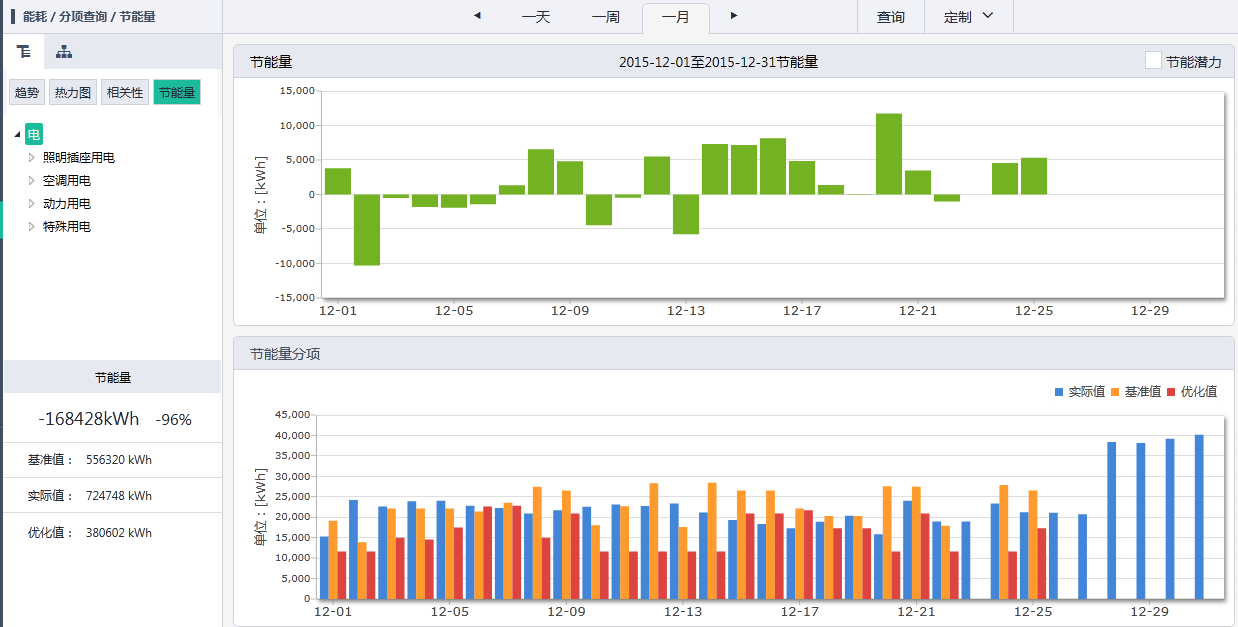 能耗 / 分项查询 / 节能量
一天 一周 一月 查询 定制
趋势 热力图 相关性 节能量
电
照明插座用电
空调用电
动力用电
特殊用电
节能量
-168428kWh -96%
基准值： 556320 kWh
实际值： 724748 kWh
优化值： 380602 kWh
节能量 2015-12-01至2015-12-31节能量 节能潜力
单位：[kWh]
15,000
10,000
5,000
0
-5,000
-10,000
-15,000
12-01 12-05 12-09 12-13 12-17 12-21 12-25 12-29
节能量分项
实际值 基准值 优化值
单位：[kWh]
45,000
40,000
35,000
30,000
25,000
20,000
15,000
10,000
5,000
0
12-01 12-05 12-09 12-13 12-17 12-21 12-25 12-29